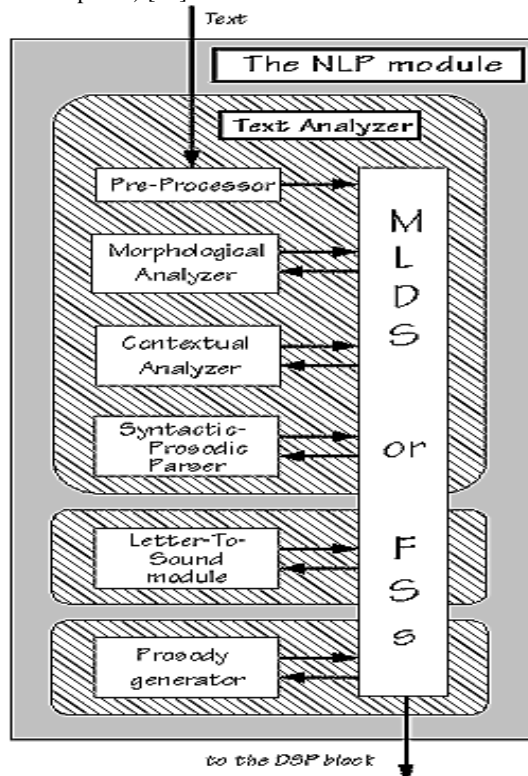 Text
The NLP module
Text Analyzer
Pre-Processor
Morphological
Analyzer
Contextual
Analyzer
Syntactic-
Prosodic
Parser
Letter-To-
Sound
module
Prosody
generator
M
L
D
S
or
F
S
s
to the DSP block